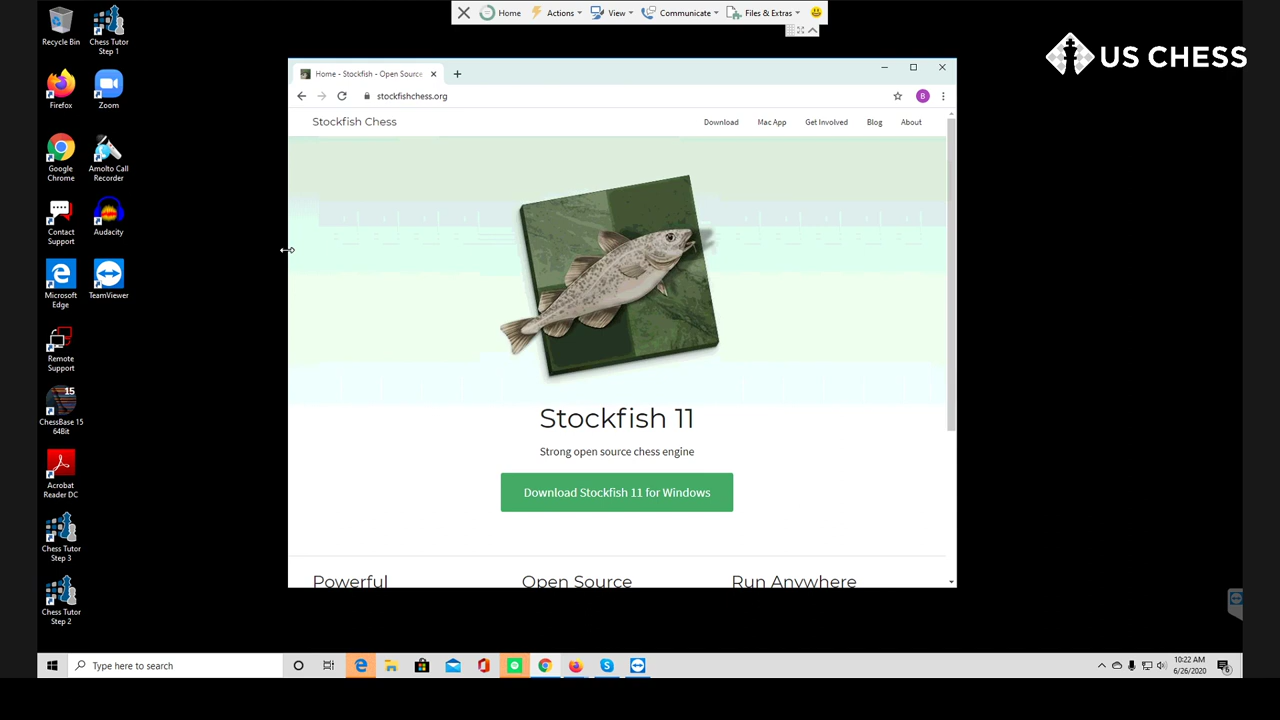 Home
Actions
View
Communicate
Files & Extras
US CHESS
Recycle Bin
Chess Tutor
Step 1
Firefox
Zoom
Google
Chrome
Amolto Call
Recorder
Contact
Support
Audacity
Microsoft
Edge
TeamViewer
Remote
Support
15
ChessBase 15
64Bit
Acrobat
Reader DC
Chess Tutor
Step 3
Chess Tutor
Step 2
Home - Stockfish - Open Source
stockfishchess.org
B
Stockfish Chess
Download
Mac App
Get Involved
Blog
About
Stockfish 11
Strong open source chess engine
Download Stockfish 11 for Windows
Powerful
Open Source
Run Anywhere
Type here to search
10:22 AM
6/26/2020
6